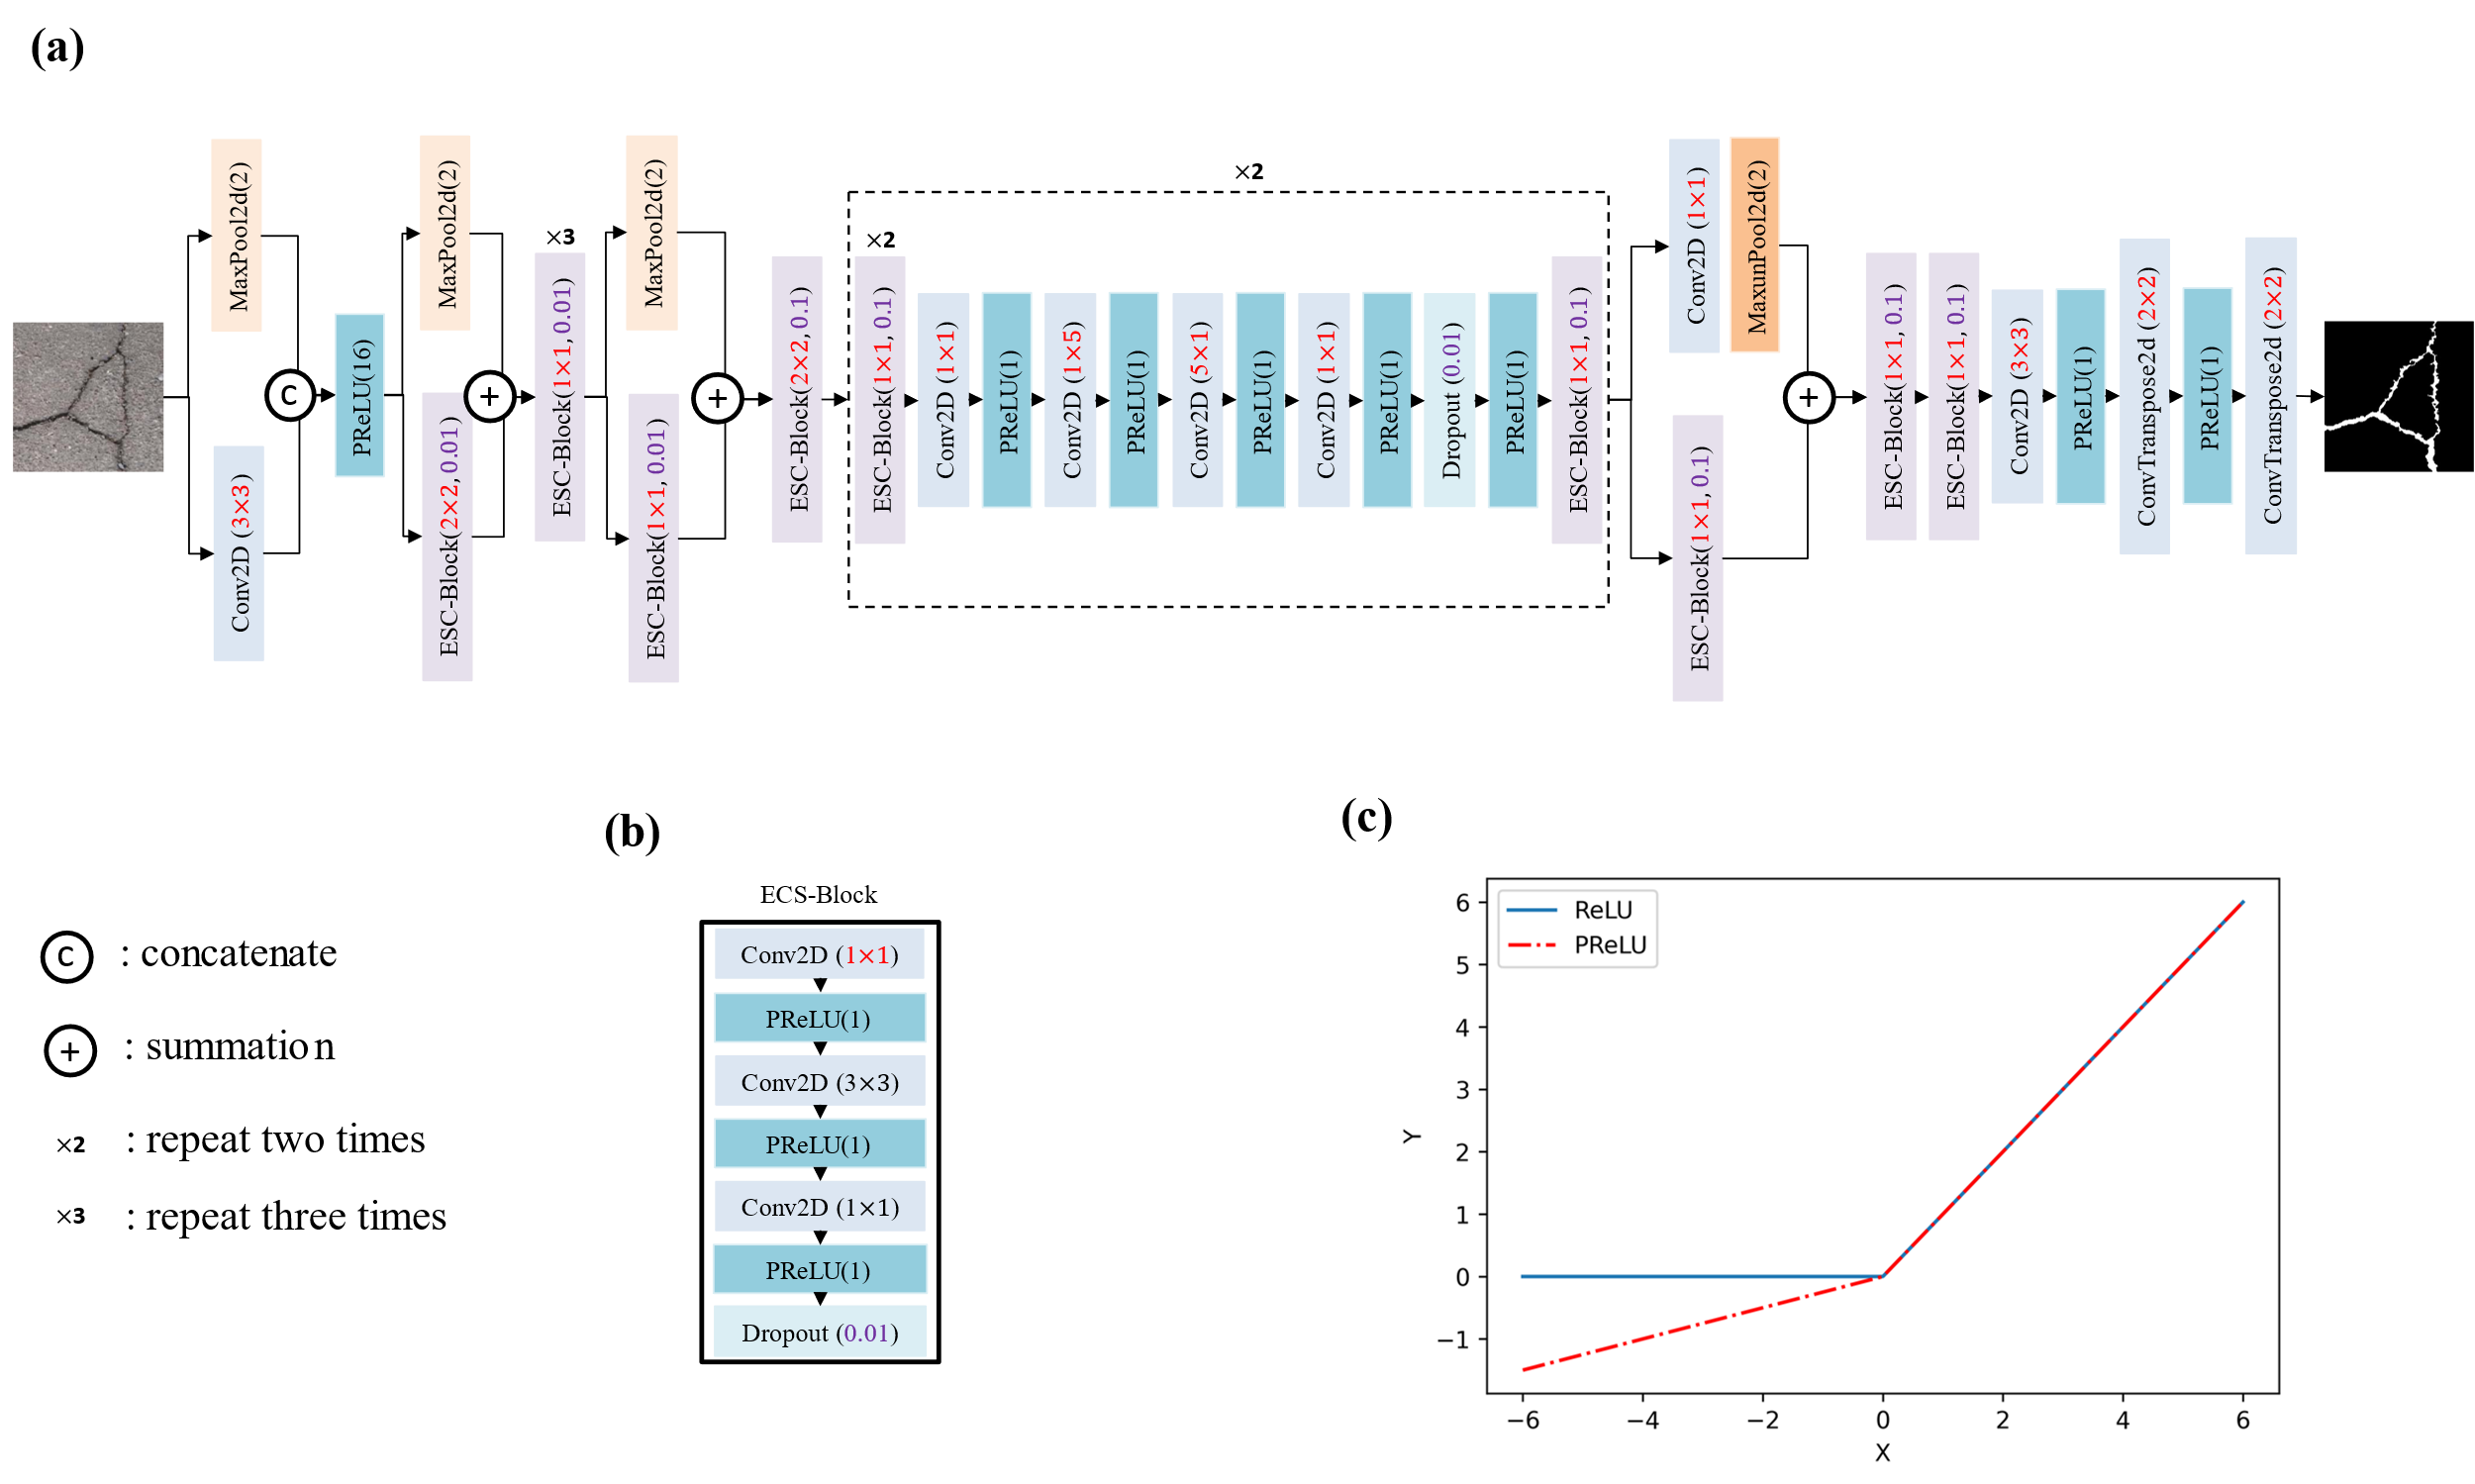 (a)
MaxPool2d(2)
Conv2D (3×3)
C
PReLU(16)
MaxPool2d(2)
ESC-Block(2×2, 0.01)
+
×3
ESC-Block(1×1, 0.01)
MaxPool2d(2)
ESC-Block(1×1, 0.01)
+
ESC-Block(2×2, 0.1)
×2
×2
ESC-Block(1×1, 0.1)
Conv2D (1×1)
PReLU(1)
Conv2D (1×5)
PReLU(1)
Conv2D (5×1)
PReLU(1)
Conv2D (1×1)
PReLU(1)
Dropout (0.01)
PReLU(1)
ESC-Block(1×1, 0.1)
Conv2D (1×1)
MaxunPool2d(2)
ESC-Block(1×1, 0.1)
+
ESC-Block(1×1, 0.1)
ESC-Block(1×1, 0.1)
Conv2D (3×3)
PReLU(1)
ConvTranspose2d (2×2)
PReLU(1)
ConvTranspose2d (2×2)
C : concatenate
+ : summation
×2 : repeat two times
×3 : repeat three times
(b)
ECS-Block
Conv2D (1×1)
PReLU(1)
Conv2D (3×3)
PReLU(1)
Conv2D (1×1)
PReLU(1)
Dropout (0.01)
(c)
ReLU
PReLU
6
5
4
3
2
1
0
−1
Y
−6 −4 −2 0 2 4 6
X